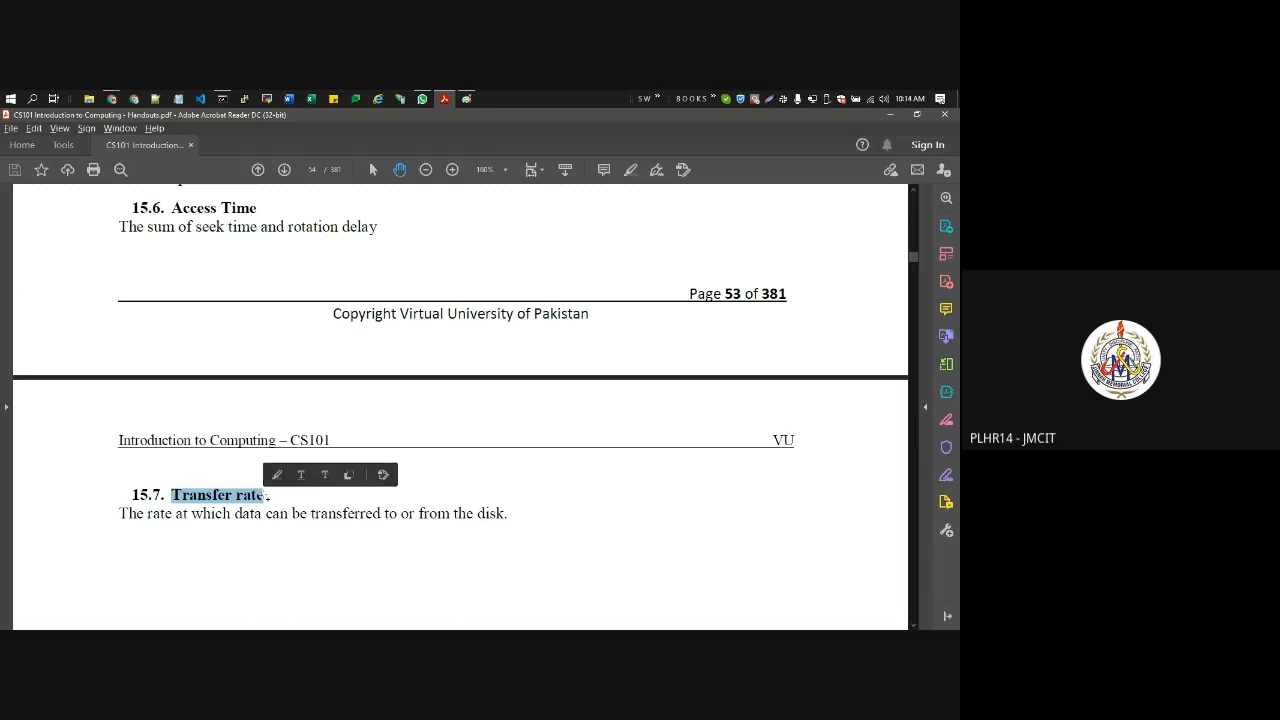 SW » BOOKS » 10:14 AM
CS101 Introduction to Computing - Handouts.pdf - Adobe Acrobat Reader DC (32-bit)
File Edit View Sign Window Help
Home Tools CS101 Introduction... × Sign In
54 / 381 160%
15.6. Access Time
The sum of seek time and rotation delay
Page 53 of 381
Copyright Virtual University of Pakistan
Introduction to Computing – CS101 VU
15.7. Transfer rate
The rate at which data can be transferred to or from the disk.
PLHR14 - JMCIT